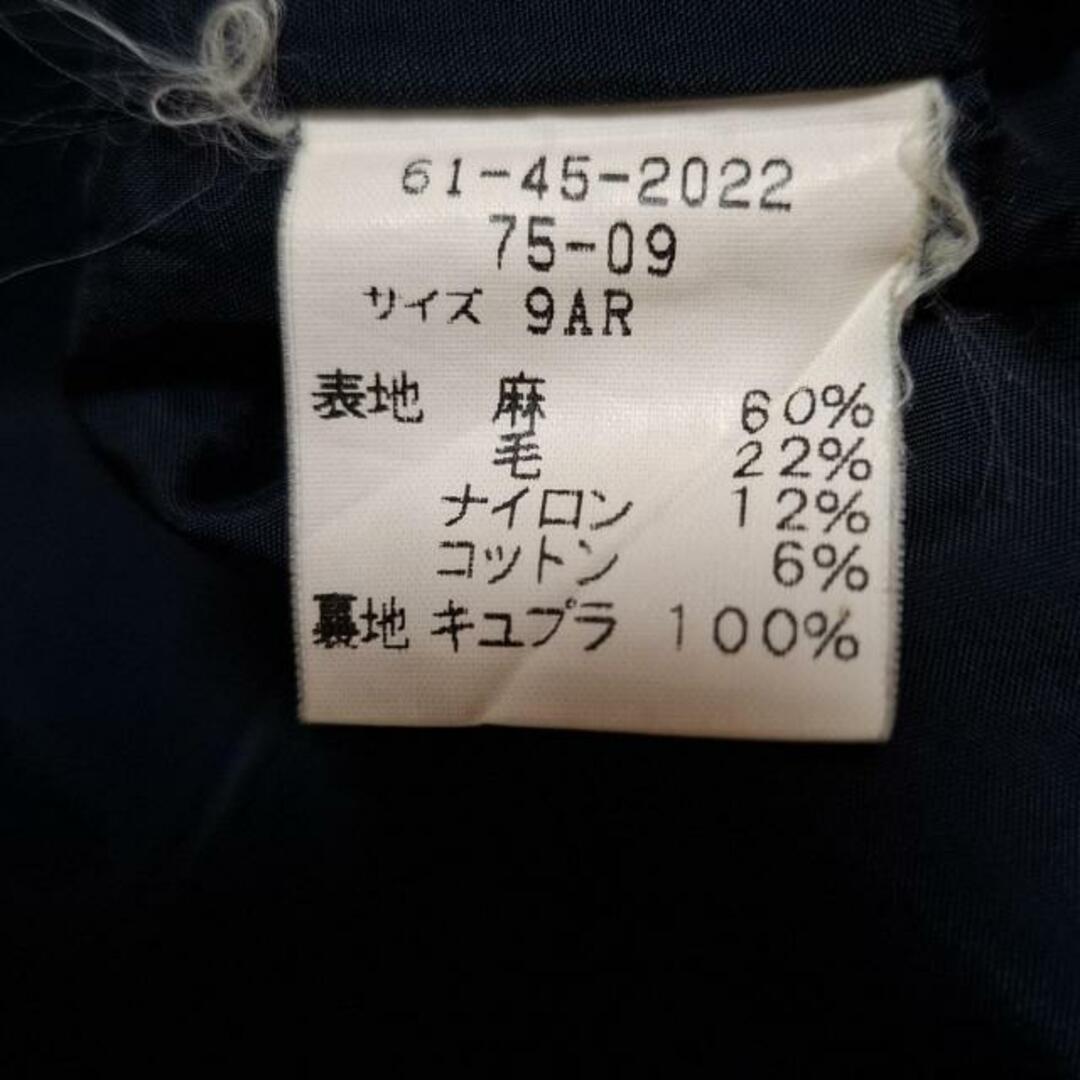 61-45-2022
75-09
サイズ 9AR
表地 麻 60%
毛 22%
ナイロン 12%
コットン 6%
裏地 キュプラ 100%